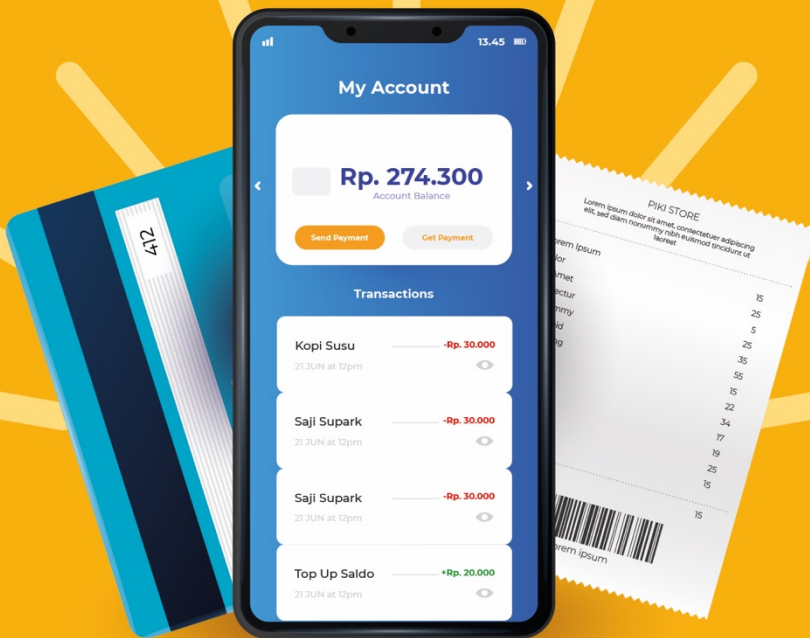 13.45
My Account
Rp. 274.300
Account Balance
Send Payment
Get Payment
Transactions
Kopi Susu
-Rp. 30.000
21 JUN at 12pm
Saji Supark
-Rp. 30.000
21 JUN at 12pm
Saji Supark
-Rp. 30.000
21 JUN at 12pm
Top Up Saldo
+Rp. 20.000
21 JUN at 12pm
412
PIKI STORE
Lorem ipsum dolor sit amet, consectetuer adipiscing
elit, sed diam nonummy nibh euismod tincidunt ut
laoreet
Ipsum
15
25
5
25
35
55
15
22
34
17
19
25
15
15
ipsum